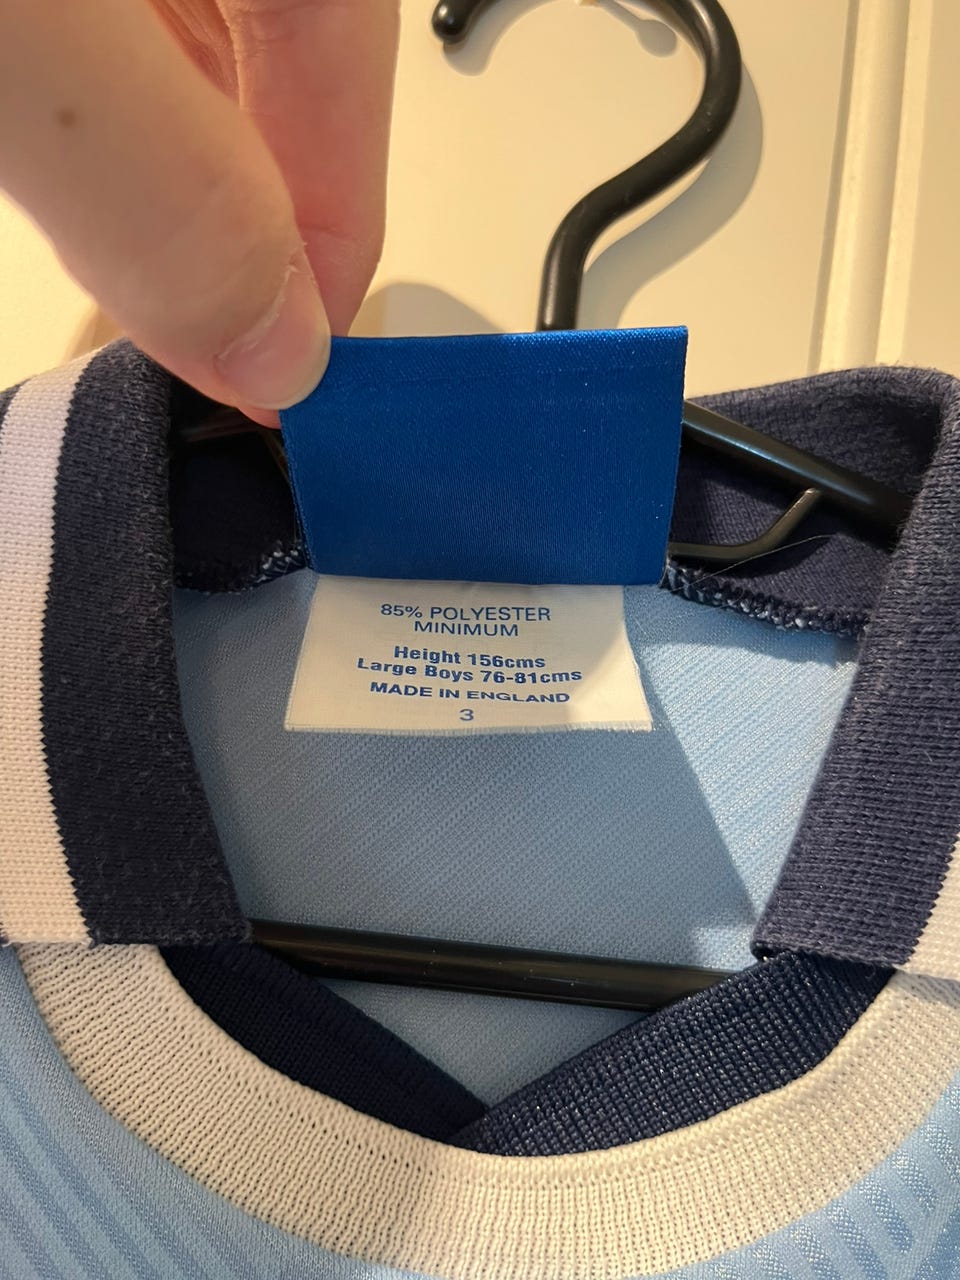 85% POLYESTER
MINIMUM
Height 156cms
Large Boys 76-81cms
MADE IN ENGLAND
3